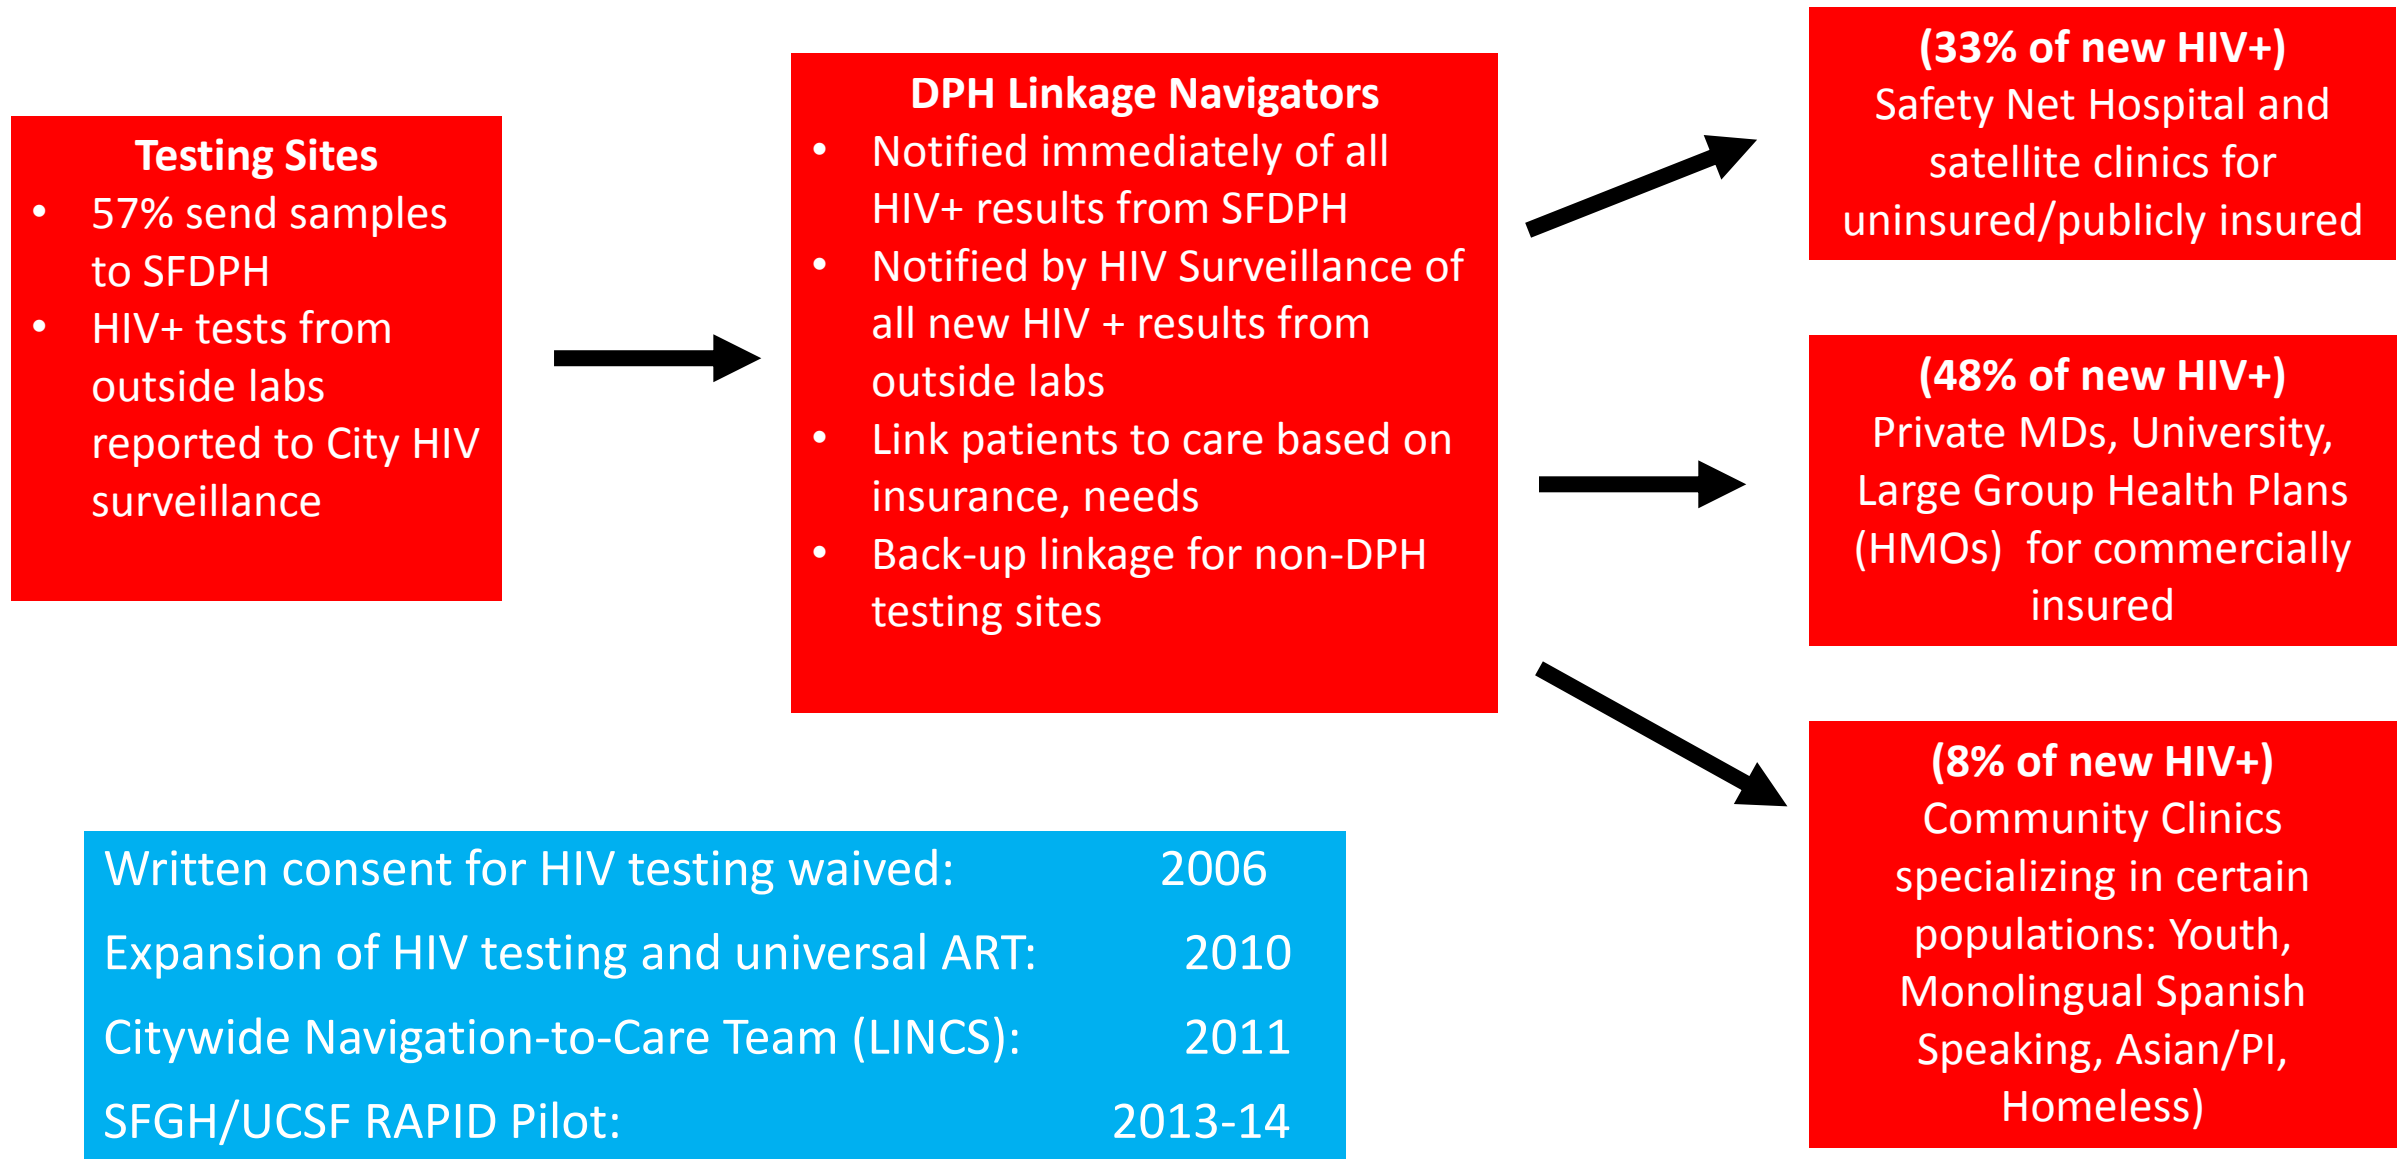 Testing Sites
• 57% send samples
to SFDPH
• HIV+ tests from
outside labs
reported to City HIV
surveillance
DPH Linkage Navigators
• Notified immediately of all
HIV+ results from SFDPH
• Notified by HIV Surveillance of
all new HIV + results from
outside labs
• Link patients to care based on
insurance, needs
• Back-up linkage for non-DPH
testing sites
(33% of new HIV+)
Safety Net Hospital and
satellite clinics for
uninsured/publicly insured
(48% of new HIV+)
Private MDs, University,
Large Group Health Plans
(HMOs)  for commercially
insured
(8% of new HIV+)
Community Clinics
specializing in certain
populations: Youth,
Monolingual Spanish
Speaking, Asian/PI,
Homeless)
Written consent for HIV testing waived: 2006
Expansion of HIV testing and universal ART: 2010
Citywide Navigation-to-Care Team (LINCS): 2011
SFGH/UCSF RAPID Pilot: 2013-14